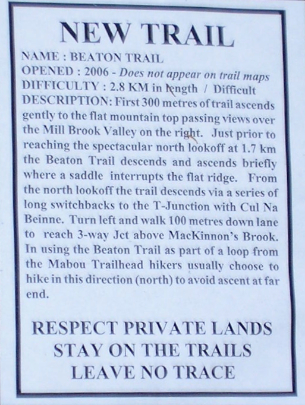 NEW TRAIL
NAME : BEATON TRAIL
OPENED : 2006 - Does not appear on trail maps
DIFFICULTY : 2.8 KM in length / Difficult
DESCRIPTION: First 300 metres of trail ascends
gently to the flat mountain top passing views over
the Mill Brook Valley on the right. Just prior to
reaching the spectacular north lookoff at 1.7 km
the Beaton Trail descends and ascends briefly
where a saddle interrupts the flat ridge. From
the north lookoff the trail descends via a series of
long switchbacks to the T-Junction with Cul Na
Beinne. Turn left and walk 100 metres down lane
to reach 3-way Jct above MacKinnon's Brook.
In using the Beaton Trail as part of a loop from
the Mabou Trailhead hikers usually choose to
hike in this direction (north) to avoid ascent at far
end.
RESPECT PRIVATE LANDS
STAY ON THE TRAILS
LEAVE NO TRACE